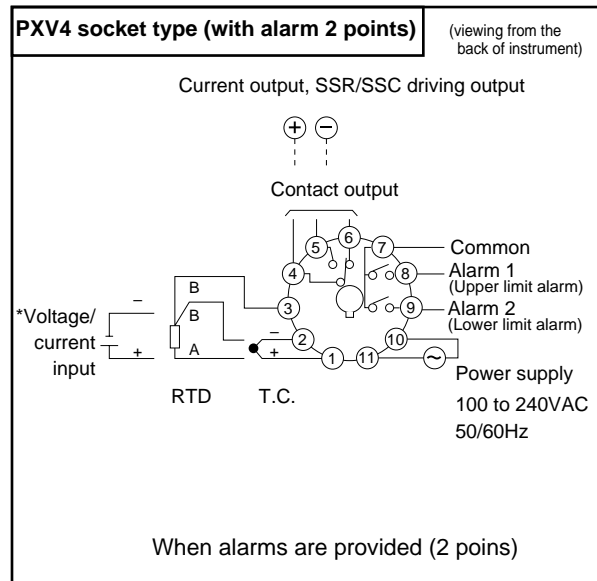 PXV4 socket type (with alarm 2 points)
(viewing from the
back of instrument)
Current output, SSR/SSC driving output
+ −
Contact output
5 6 7
Common
4 8
Alarm 1
(Upper limit alarm)
B
3 9
Alarm 2
(Lower limit alarm)
*Voltage/
current
input
−
+
B
A
−
+
2 10
1 11
~
RTD T.C.
Power supply
100 to 240VAC
50/60Hz
When alarms are provided (2 poins)